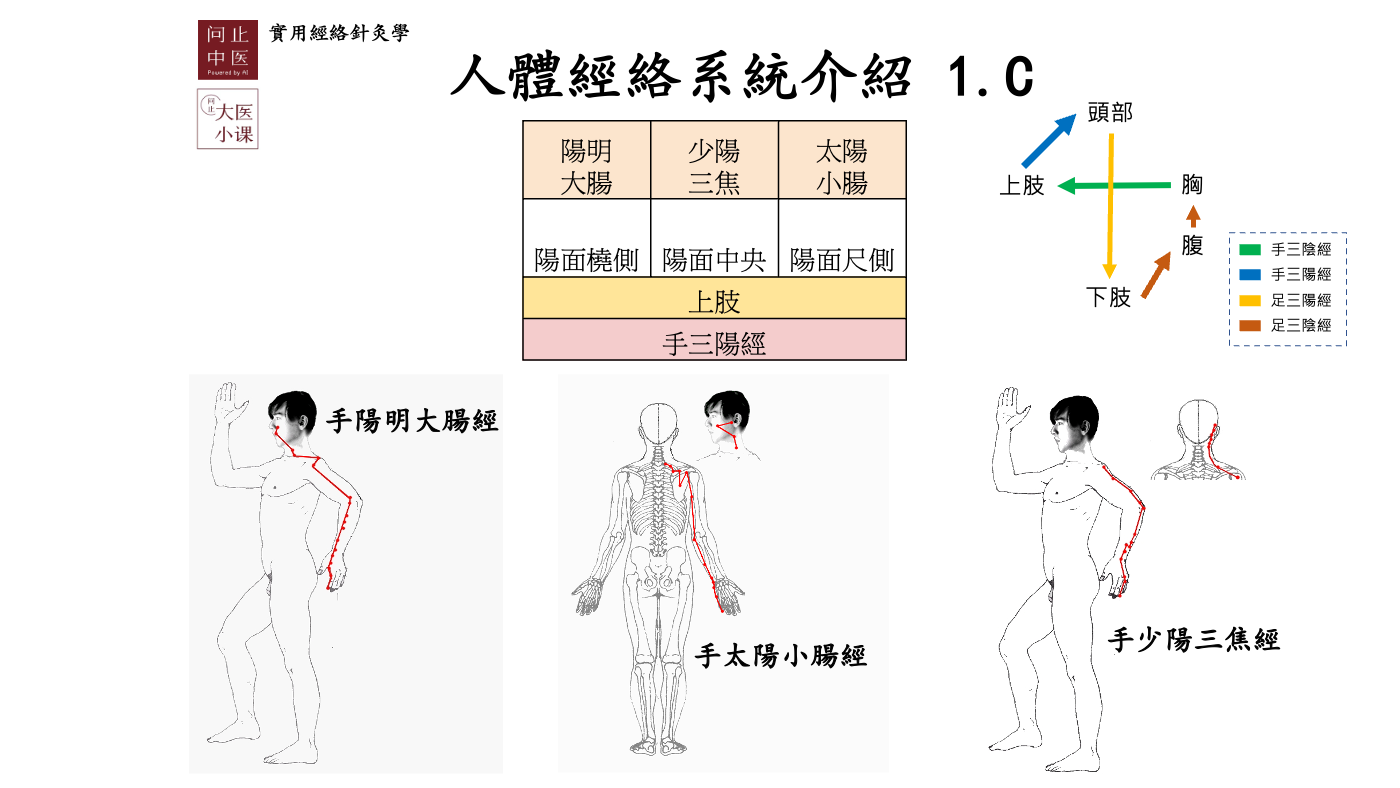 问止
中医
Powered by AI
實用經絡針灸學
问止
大医
小课
人體經絡系統介紹 1.C
陽明
大腸
少陽
三焦
太陽
小腸
陽面橈側
陽面中央
陽面尺側
上肢
手三陽經
頭部
上肢
胸
腹
下肢
手三陰經
手三陽經
足三陽經
足三陰經
手陽明大腸經
手太陽小腸經
手少陽三焦經